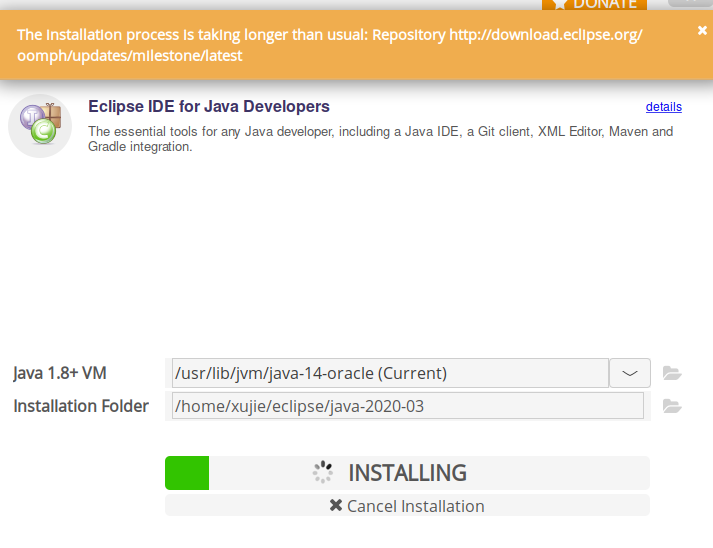 DONATE
The installation process is taking longer than usual: Repository http://download.eclipse.org/
oomph/updates/milestone/latest
Eclipse IDE for Java Developers
details
The essential tools for any Java developer, including a Java IDE, a Git client, XML Editor, Maven and
Gradle integration.
Java 1.8+ VM
/usr/lib/jvm/java-14-oracle (Current)
Installation Folder
/home/xujie/eclipse/java-2020-03
INSTALLING
Cancel Installation